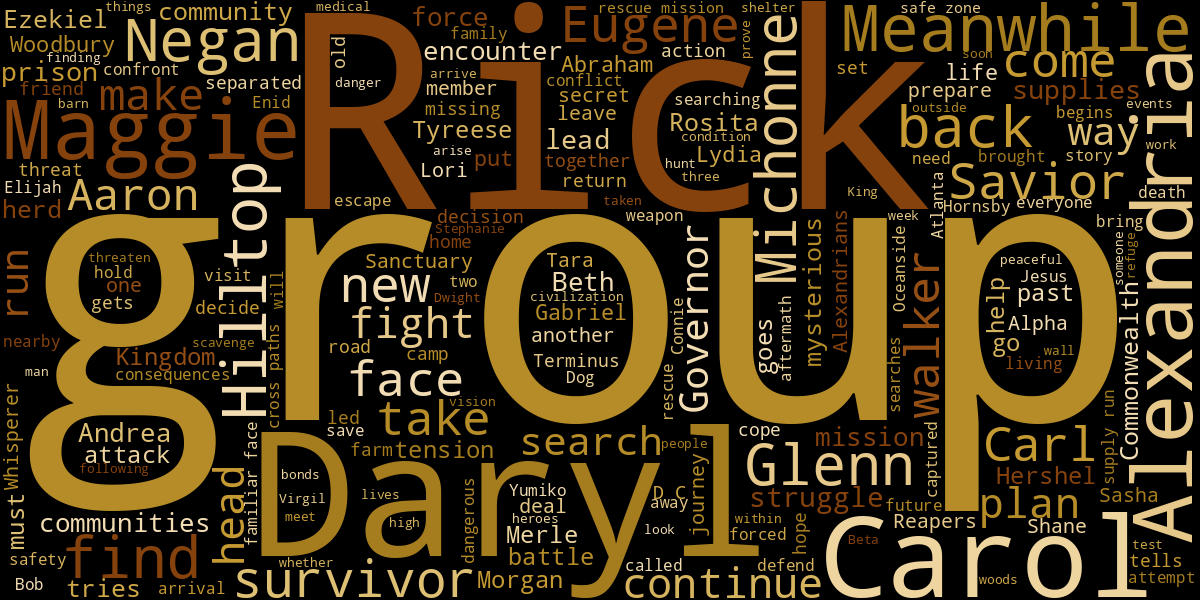 things
medical
rescue mission
shelter
safe zone
Ezekiel
community
force
Eugene
Meanwhile
Woodbury
Negan
Rick
family
Michonne
finding
old
encounter
action
prove
soon
come
prison
confront
separated
danger
arrive
Abraham
set
life
friend
make
Enid
member
conflict
secret
searching
prepare
supplies
barn
Maggie
missing
leave
Rosita
outside
events
Tyreese
lead
condition
back
begins
way
threat
arise
put
together
hunt
Lydia
need
brought
story
work
Elijah
Aaron
Lori
return
three
King
Savior
death
herd
escape
taken
Hornsby
everyone
Hilltop
decision
weapon
week
Atlanta
bring
Alexandria
group
Stephanie
home
run
threaten
hold
one
gets
visit
decide
will
Sanctuary
new
two
Dwight
Tara
Beth
civilization
Gabriel
another
Terminus
Dog
Governor
Connie
goes
aftermath
mysterious
Alexandrians
Oceanside
walker
peaceful
Jesus
past
help
Alpha
go
wall
living
someone
refuge
Commonwealth
nearby
scavenge
Kingdom
consequences
cross paths
road
fight
camp
man
face
vision
rescue
searches
Whisperer
Andrea
attack
following
led
take
save
farm
tension
search
people
cope
mission
Carl
supply run
familiar face
head
Daryl
Glenn
captured
Hershel
must
bonds
Virgil
meet
lives
high
dangerous
Yumiko
deal
heroes
Merle
battle
D C
away
look
journey
struggle
within
forced
hope
future
plan
Sasha
communities
Reapers
Shane
safety
find
Beta
Carol
test
tells
Bob
tries
arrival
whether
survivor
Morgan
called
defend
continue
woods
attempt